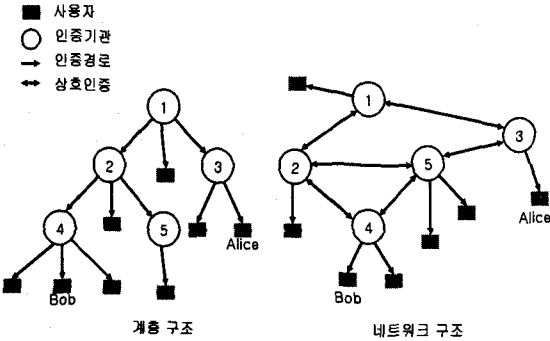 사용자
인증기관
인증경로
상호인증
1
2
3
4
5
Alice
Bob
계층 구조
1
2
3
5
4
Alice
Bob
네트워크 구조